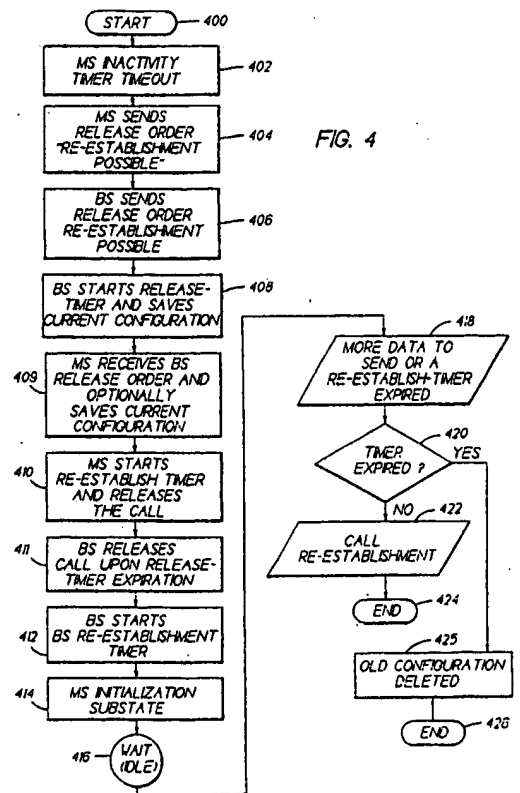 START
400
MS INACTIVITY
TIMER TIMEOUT
402
MS SENDS
RELEASE ORDER
"RE-ESTABLISHMENT
POSSIBLE"
404
FIG. 4
BS SENDS
RELEASE ORDER
RE-ESTABLISHMENT
POSSIBLE
406
BS STARTS RELEASE-
TIMER AND SAVES
CURRENT CONFIGURATION
408
MS RECEIVES BS
RELEASE ORDER AND
OPTIONALLY
SAVES CURRENT
CONFIGURATION
409
MS STARTS
RE-ESTABLISH TIMER
AND RELEASES
THE CALL
410
BS RELEASES
CALL UPON RELEASE-
TIMER EXPIRATION
411
BS STARTS
BS RE-ESTABLISHMENT
TIMER
412
MS INITIALIZATION
SUBSTATE
414
WAIT
(IDLE)
416
418
MORE DATA TO
SEND OR A
RE-ESTABLISH-TIMER
EXPIRED
420
TIMER
EXPIRED ?
YES
NO
422
CALL
RE-ESTABLISHMENT
END
424
425
OLD CONFIGURATION
DELETED
END
426